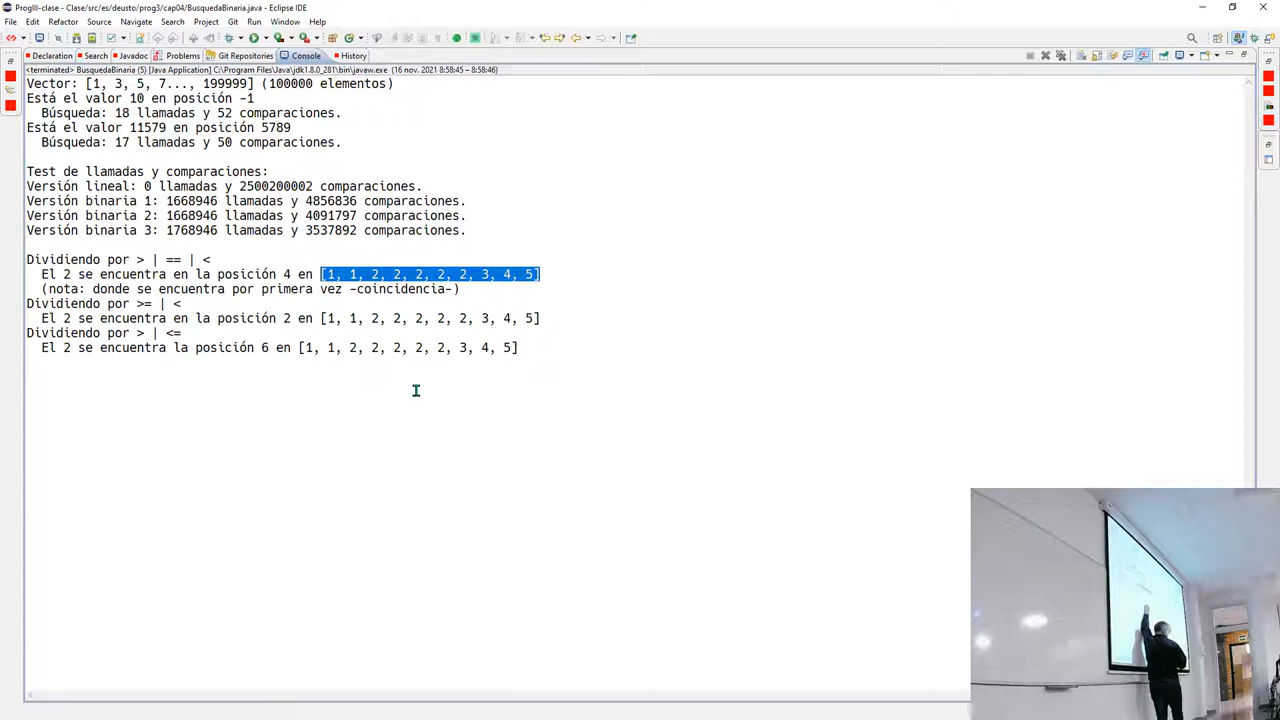 ProgIII-clase - Clase/src/es/deusto/prog3/cap04/BusquedaBinaria.java - Eclipse IDE
File Edit Refactor Source Navigate Search Project Git Run Window Help
Declaration Search Javadoc Problems Git Repositories Console History
<terminated> BusquedaBinaria (5) [Java Application] C:\Program Files\Java\jdk1.8.0_281\bin\javaw.exe (16 nov. 2021 8:58:45 – 8:58:46)
Vector: [1, 3, 5, 7..., 199999] (100000 elementos)
Está el valor 10 en posición -1
Búsqueda: 18 llamadas y 52 comparaciones.
Está el valor 11579 en posición 5789
Búsqueda: 17 llamadas y 50 comparaciones.
Test de llamadas y comparaciones:
Versión lineal: 0 llamadas y 2500200002 comparaciones.
Versión binaria 1: 1668946 llamadas y 4856836 comparaciones.
Versión binaria 2: 1668946 llamadas y 4091797 comparaciones.
Versión binaria 3: 1768946 llamadas y 3537892 comparaciones.
Dividiendo por > | == | <
El 2 se encuentra en la posición 4 en [1, 1, 2, 2, 2, 2, 2, 3, 4, 5]
(nota: donde se encuentra por primera vez -coincidencia-)
Dividiendo por >= | <
El 2 se encuentra en la posición 2 en [1, 1, 2, 2, 2, 2, 2, 3, 4, 5]
Dividiendo por > | <=
El 2 se encuentra la posición 6 en [1, 1, 2, 2, 2, 2, 2, 3, 4, 5]